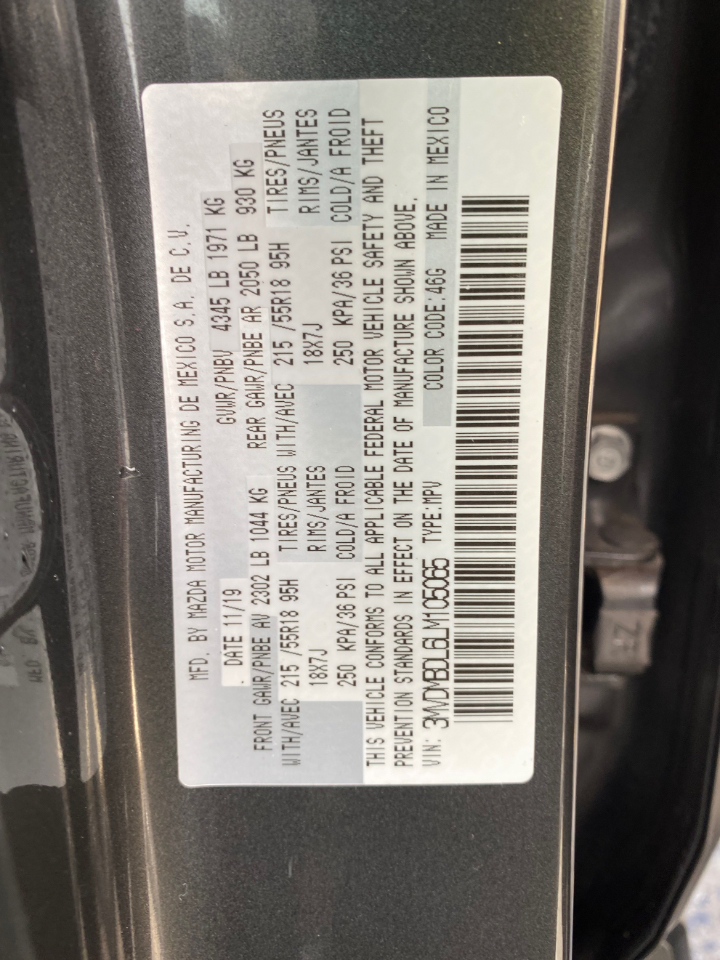 MFD. BY MAZDA MOTOR MANUFACTURING DE MEXICO S.A. DE C.V.
DATE 11/19 GVWR/PNBV 4345 LB 1971 KG
FRONT GAWR/PNBE AV 2302 LB 1044 KG REAR GAWR/PNBE AR 2050 LB 930 KG
WITH/AVEC 215 /55R18 95H TIRES/PNEUS WITH/AVEC 215 /55R18 95H TIRES/PNEUS
18X7J RIMS/JANTES 18X7J RIMS/JANTES
250 KPA/36 PSI COLD/A FROID 250 KPA/36 PSI COLD/A FROID
THIS VEHICLE CONFORMS TO ALL APPLICABLE FEDERAL MOTOR VEHICLE SAFETY AND THEFT
PREVENTION STANDARDS IN EFFECT ON THE DATE OF MANUFACTURE SHOWN ABOVE.
VIN: 3MVDMBDL6LM105065 TYPE:MPV COLOR CODE:46G MADE IN MEXICO